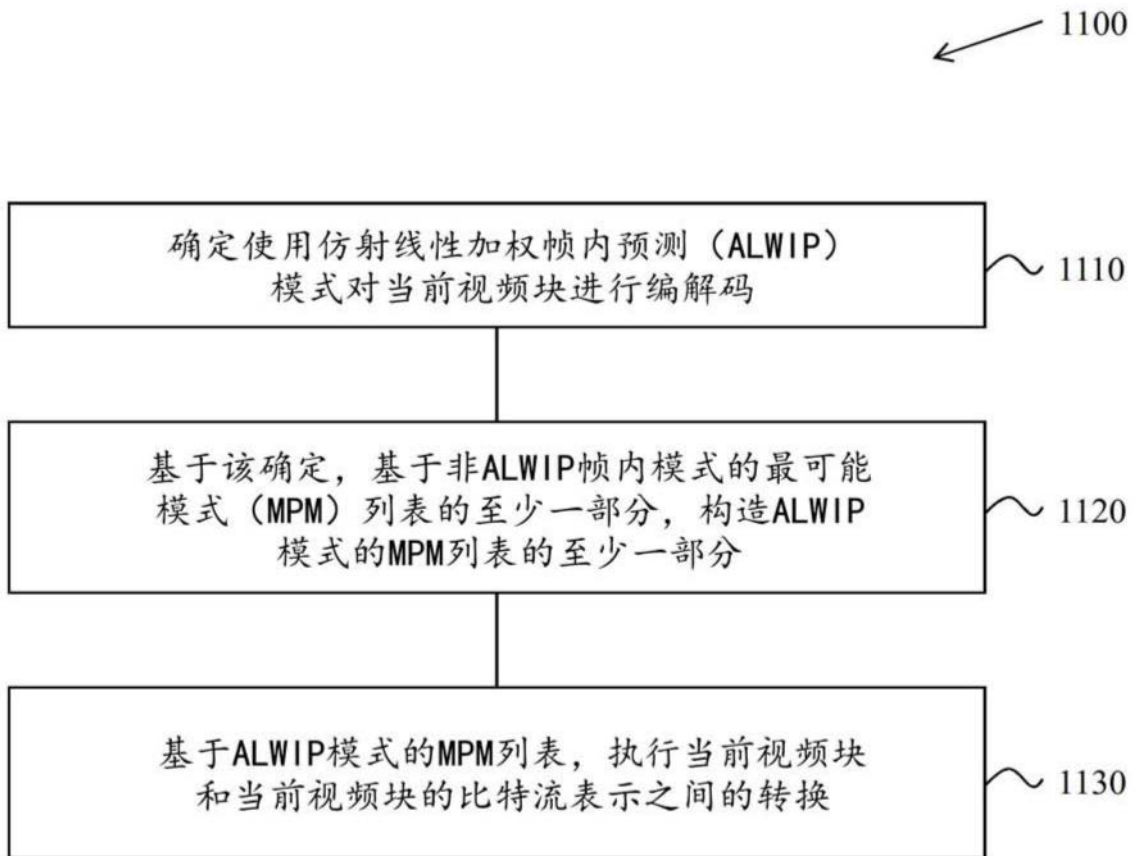 1100
确定使用仿射线性加权帧内预测（ALWIP）
模式对当前视频块进行编解码
1110
基于该确定，基于非ALWIP帧内模式的最可能
模式（MPM）列表的至少一部分，构造ALWIP
模式的MPM列表的至少一部分
1120
基于ALWIP模式的MPM列表，执行当前视频块
和当前视频块的比特流表示之间的转换
1130